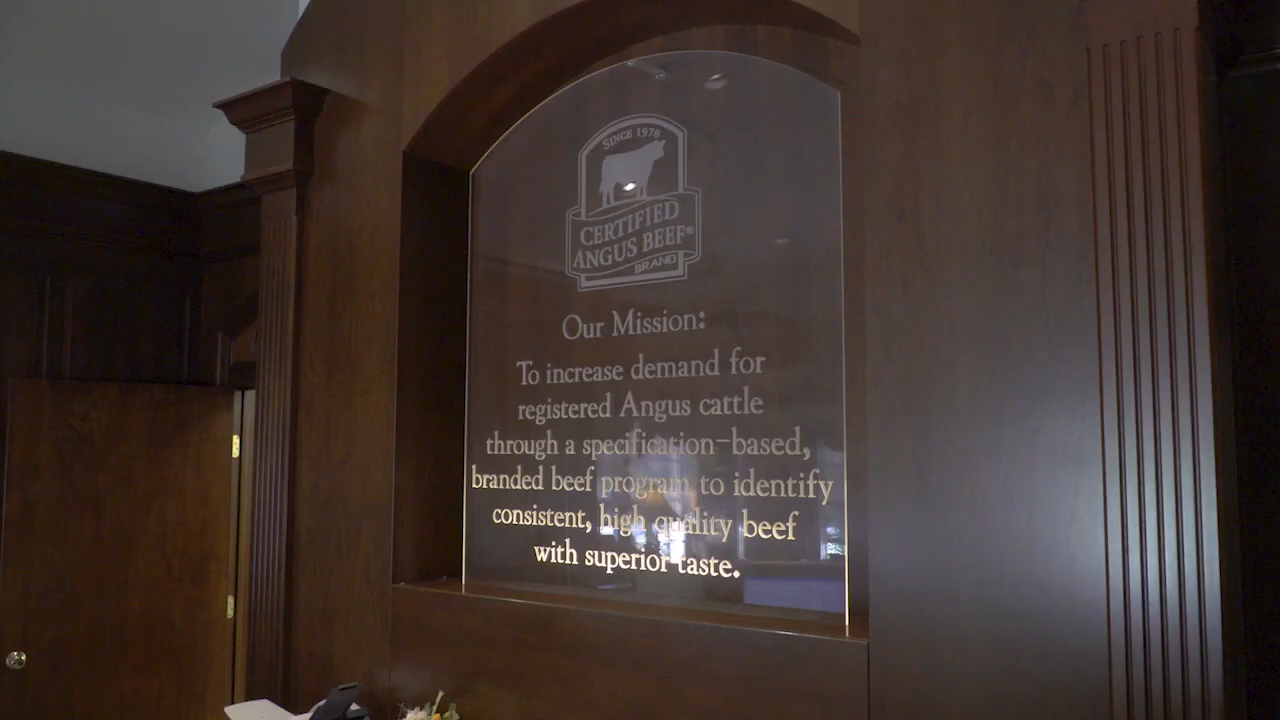 SINCE 1978
CERTIFIED
ANGUS BEEF®
BRAND
Our Mission:
To increase demand for
registered Angus cattle
through a specification-based,
branded beef program to identify
consistent, high quality beef
with superior taste.